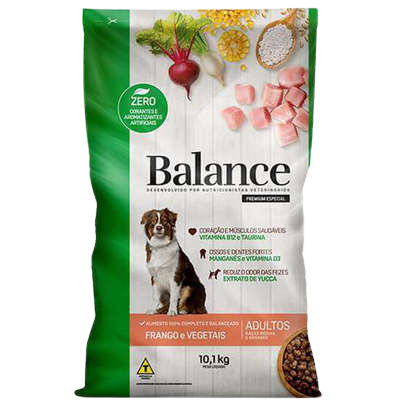 ZERO
CORANTES E
AROMATIZANTES
ARTIFICIAIS
Balance
DESENVOLVIDO POR NUTRICIONISTAS VETERINÁRIOS
PREMIUM ESPECIAL
CORAÇÃO E MÚSCULOS SAUDÁVEIS
VITAMINA B12 E TAURINA
OSSOS E DENTES FORTES
MANGANÊS E VITAMINA D3
REDUZ O ODOR DAS FEZES
EXTRATO DE YUCCA
ALIMENTO 100% COMPLETO E BALANCEADO
FRANGO E VEGETAIS
ADULTOS
RAÇAS MÉDIAS
E GRANDES
T
10,1 kg
PESO LÍQUIDO